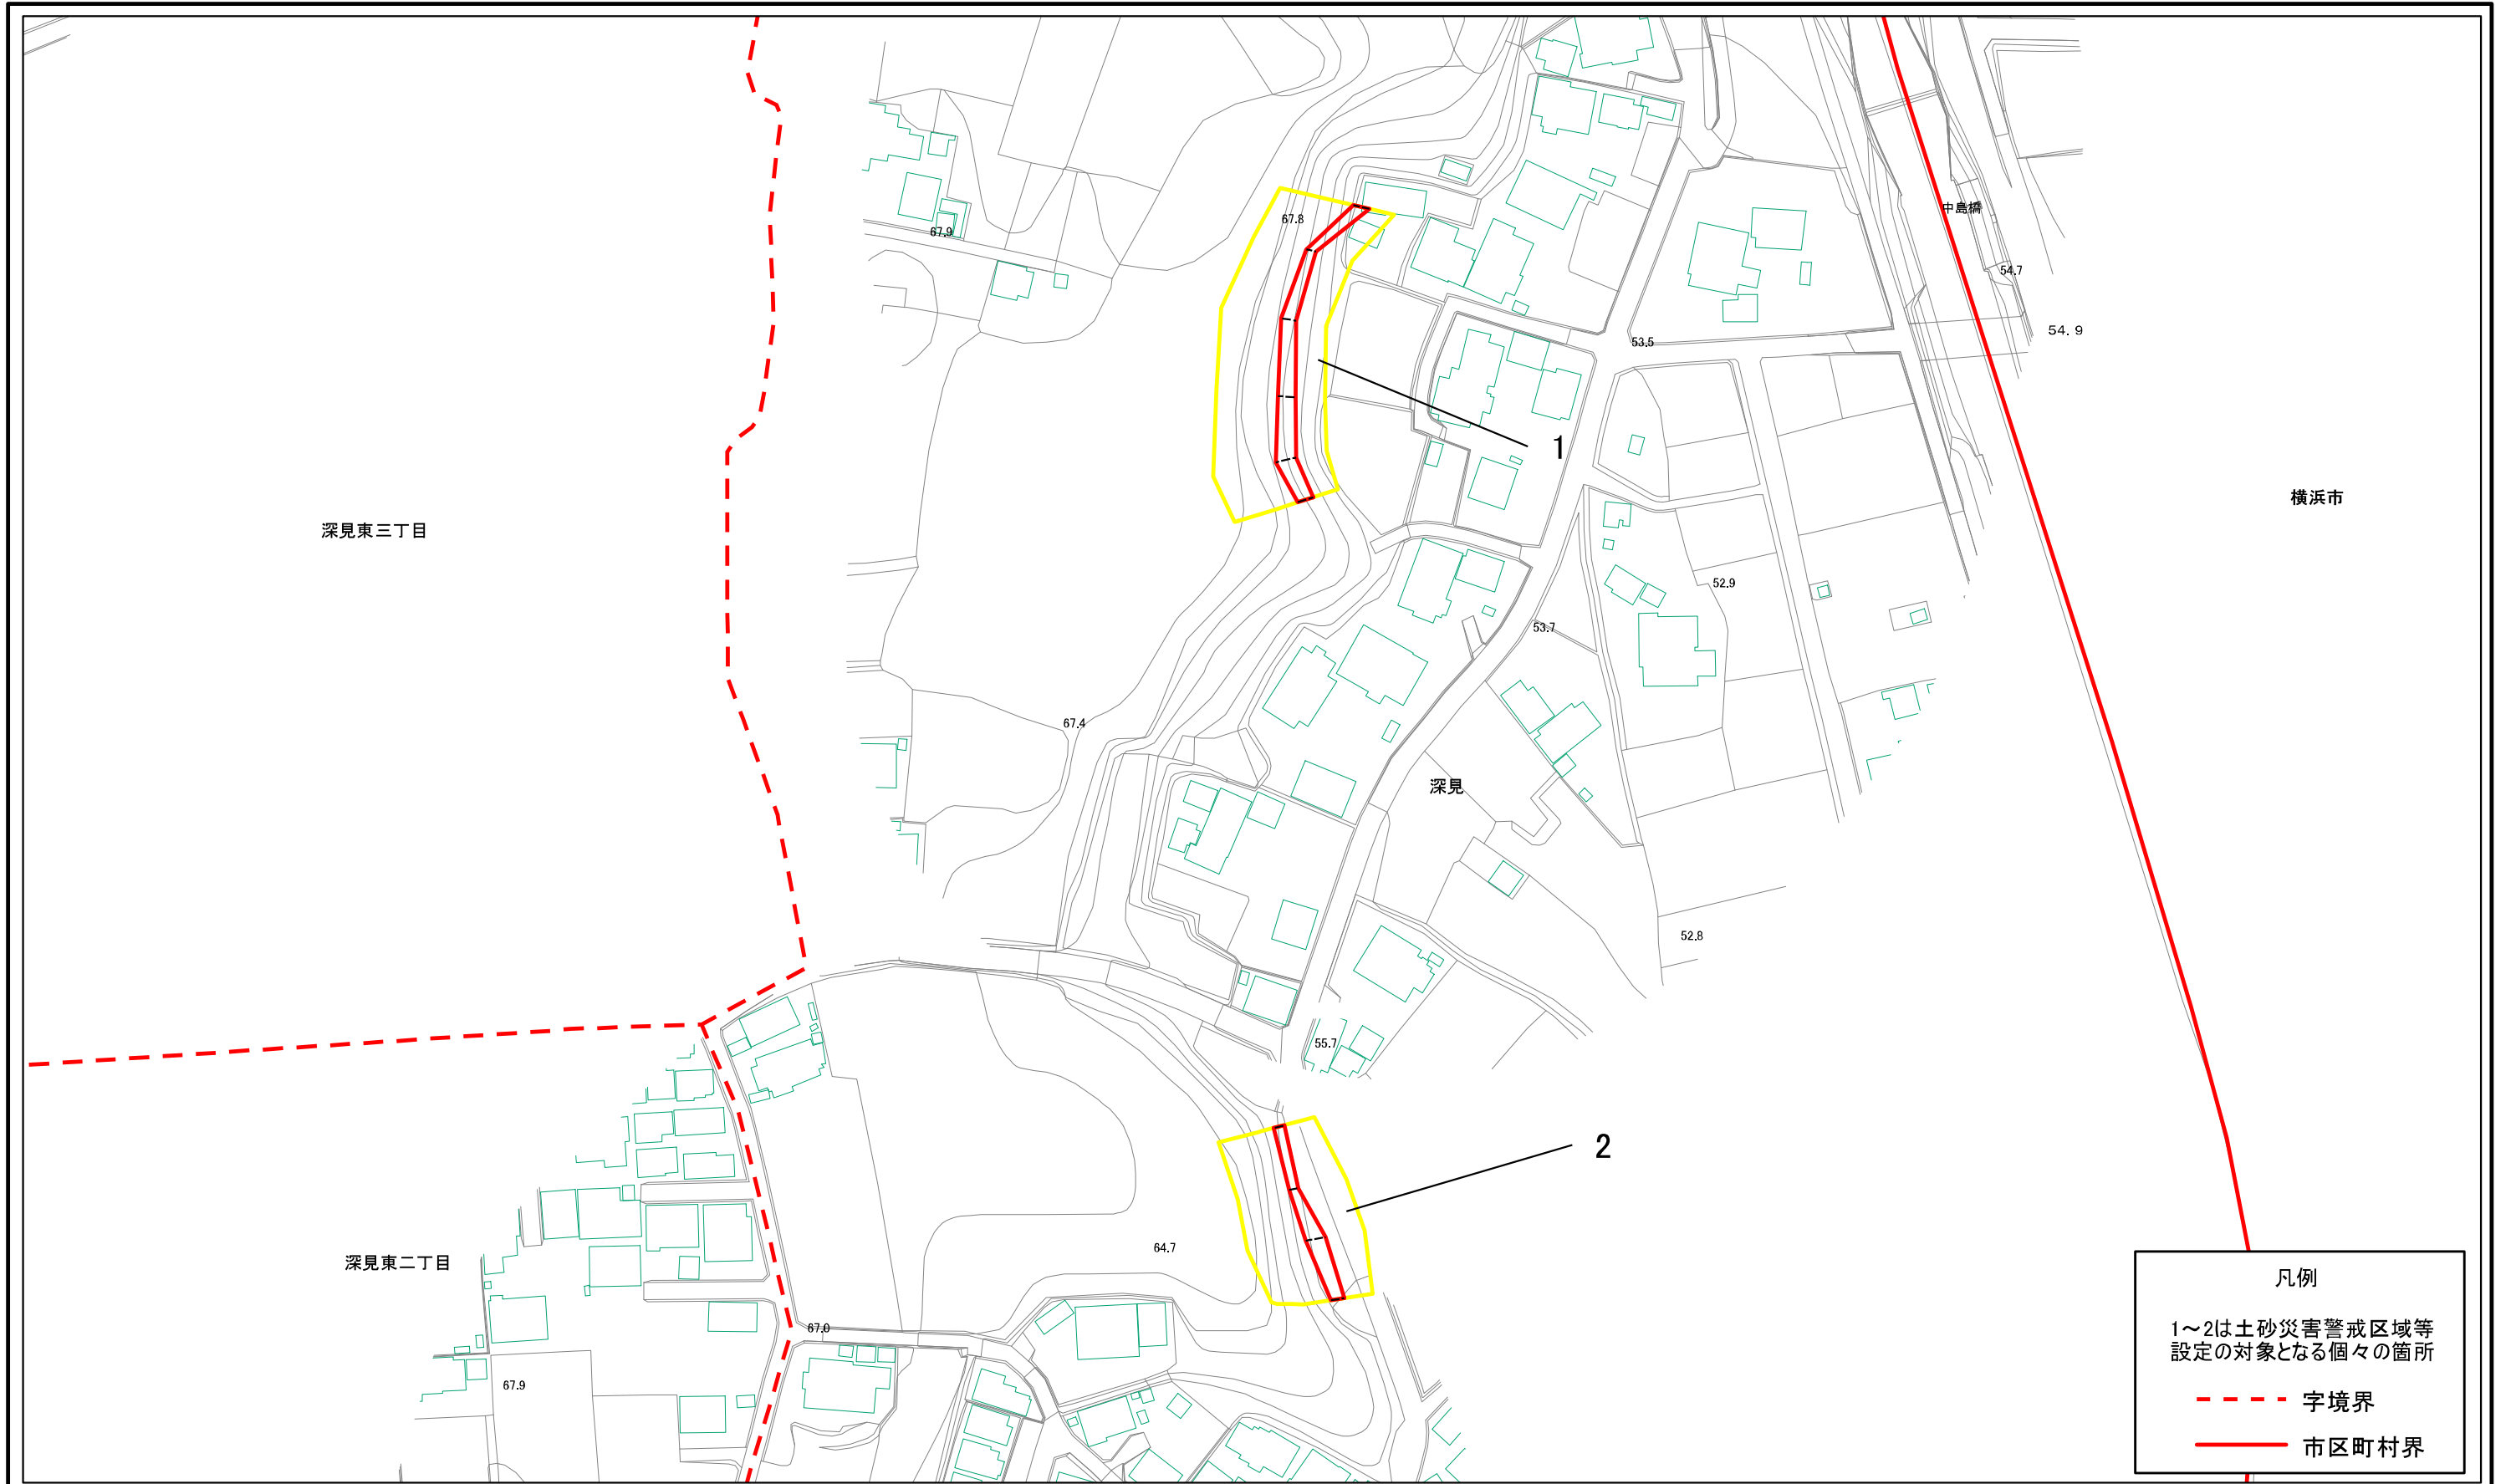 67.8
67.9
中島橋
54.7
54.9
53.5
1
横浜市
深見東三丁目
52.9
53.7
67.4
深見
52.8
55.7
2
64.7
深見東二丁目
67.0
67.9
凡例
1～2は土砂災害警戒区域等
設定の対象となる個々の箇所
字境界
市区町村界